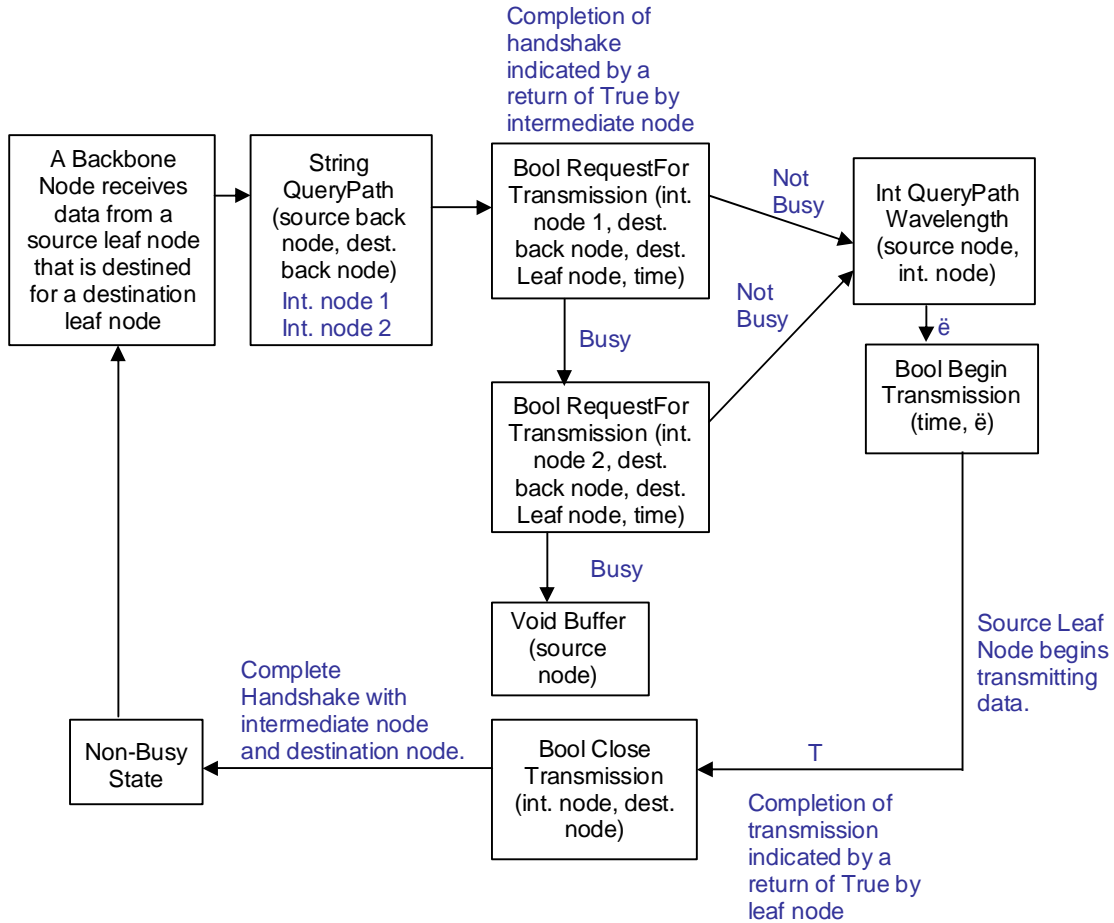 Completion of
handshake
indicated by a
return of True by
intermediate node
A Backbone
Node receives
data from a
source leaf node
that is destined
for a destination
leaf node
String
QueryPath
(source back
node, dest.
back node)
Int. node 1
Int. node 2
Bool RequestFor
Transmission (int.
node 1, dest.
back node, dest.
Leaf node, time)
Not
Busy
Int QueryPath
Wavelength
(source node,
int. node)
Not
Busy
Busy
ë
Bool Begin
Transmission
(time, ë)
Bool RequestFor
Transmission (int.
node 2, dest.
back node, dest.
Leaf node, time)
Busy
Void Buffer
(source
node)
Source Leaf
Node begins
transmitting
data.
Complete
Handshake with
intermediate node
and destination node.
Non-Busy
State
Bool Close
Transmission
(int. node, dest.
node)
T
Completion of
transmission
indicated by a
return of True by
leaf node